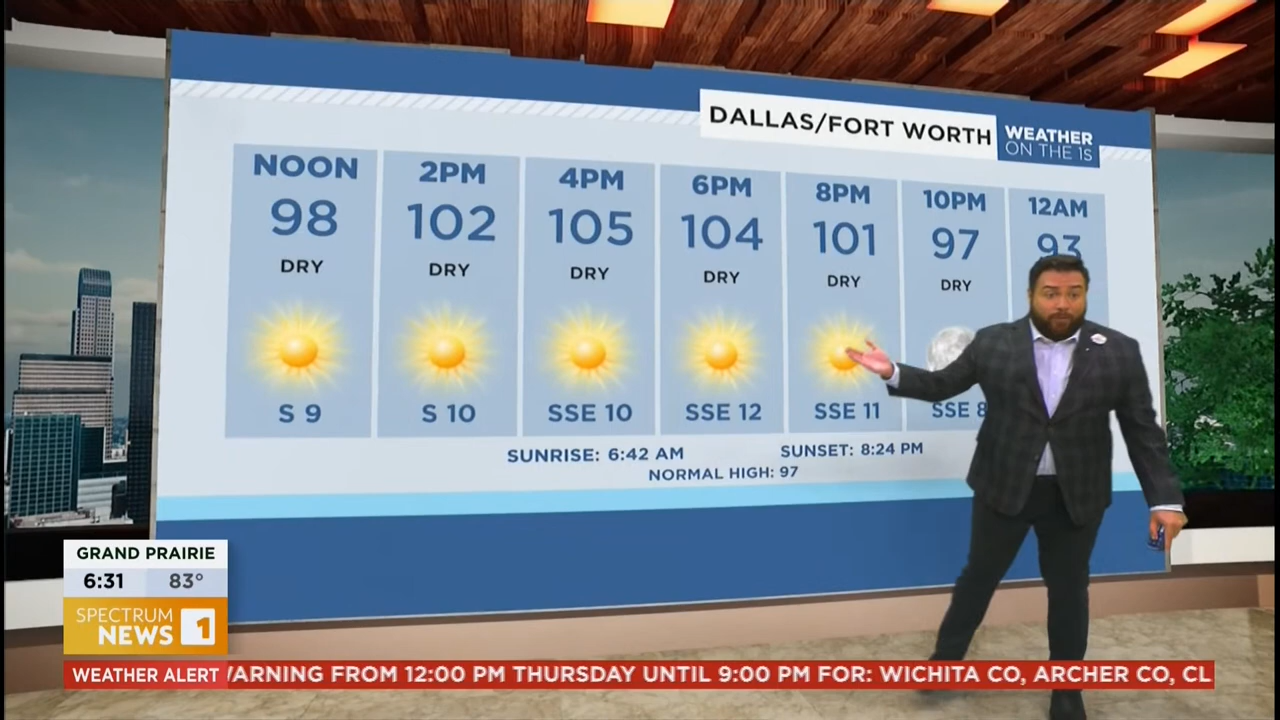 DALLAS/FORT WORTH
WEATHER
ON THE 1S
NOON
98
DRY
S 9
2PM
102
DRY
S 10
4PM
105
DRY
SSE 10
6PM
104
DRY
SSE 12
8PM
101
DRY
SSE 11
10PM
97
DRY
SSE 8
12AM
93
SUNRISE: 6:42 AM
SUNSET: 8:24 PM
NORMAL HIGH: 97
GRAND PRAIRIE
6:31 83°
SPECTRUM
NEWS 1
WEATHER ALERT
WARNING FROM 12:00 PM THURSDAY UNTIL 9:00 PM FOR: WICHITA CO, ARCHER CO, CL